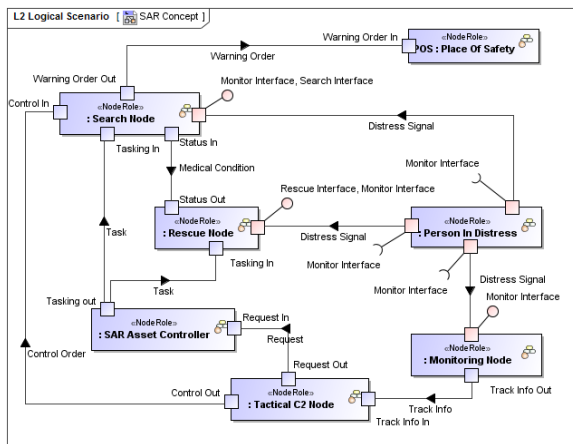 L2 Logical Scenario [ SAR Concept ]
Warning Order In
«NodeRole»
POS : Place Of Safety
Warning Order
Warning Order Out
Monitor Interface, Search Interface
Control In
«NodeRole»
: Search Node
Distress Signal
Tasking In
Status In
Medical Condition
Monitor Interface
Status Out
Rescue Interface, Monitor Interface
«NodeRole»
: Rescue Node
«NodeRole»
: Person In Distress
Distress Signal
Task
Tasking In
Monitor Interface
Monitor Interface
Distress Signal
Task
Monitor Interface
Tasking out
Request In
«NodeRole»
: SAR Asset Controller
Request
«NodeRole»
: Monitoring Node
Control Order
Request Out
Control Out
«NodeRole»
: Tactical C2 Node
Track Info Out
Track Info
Track Info In